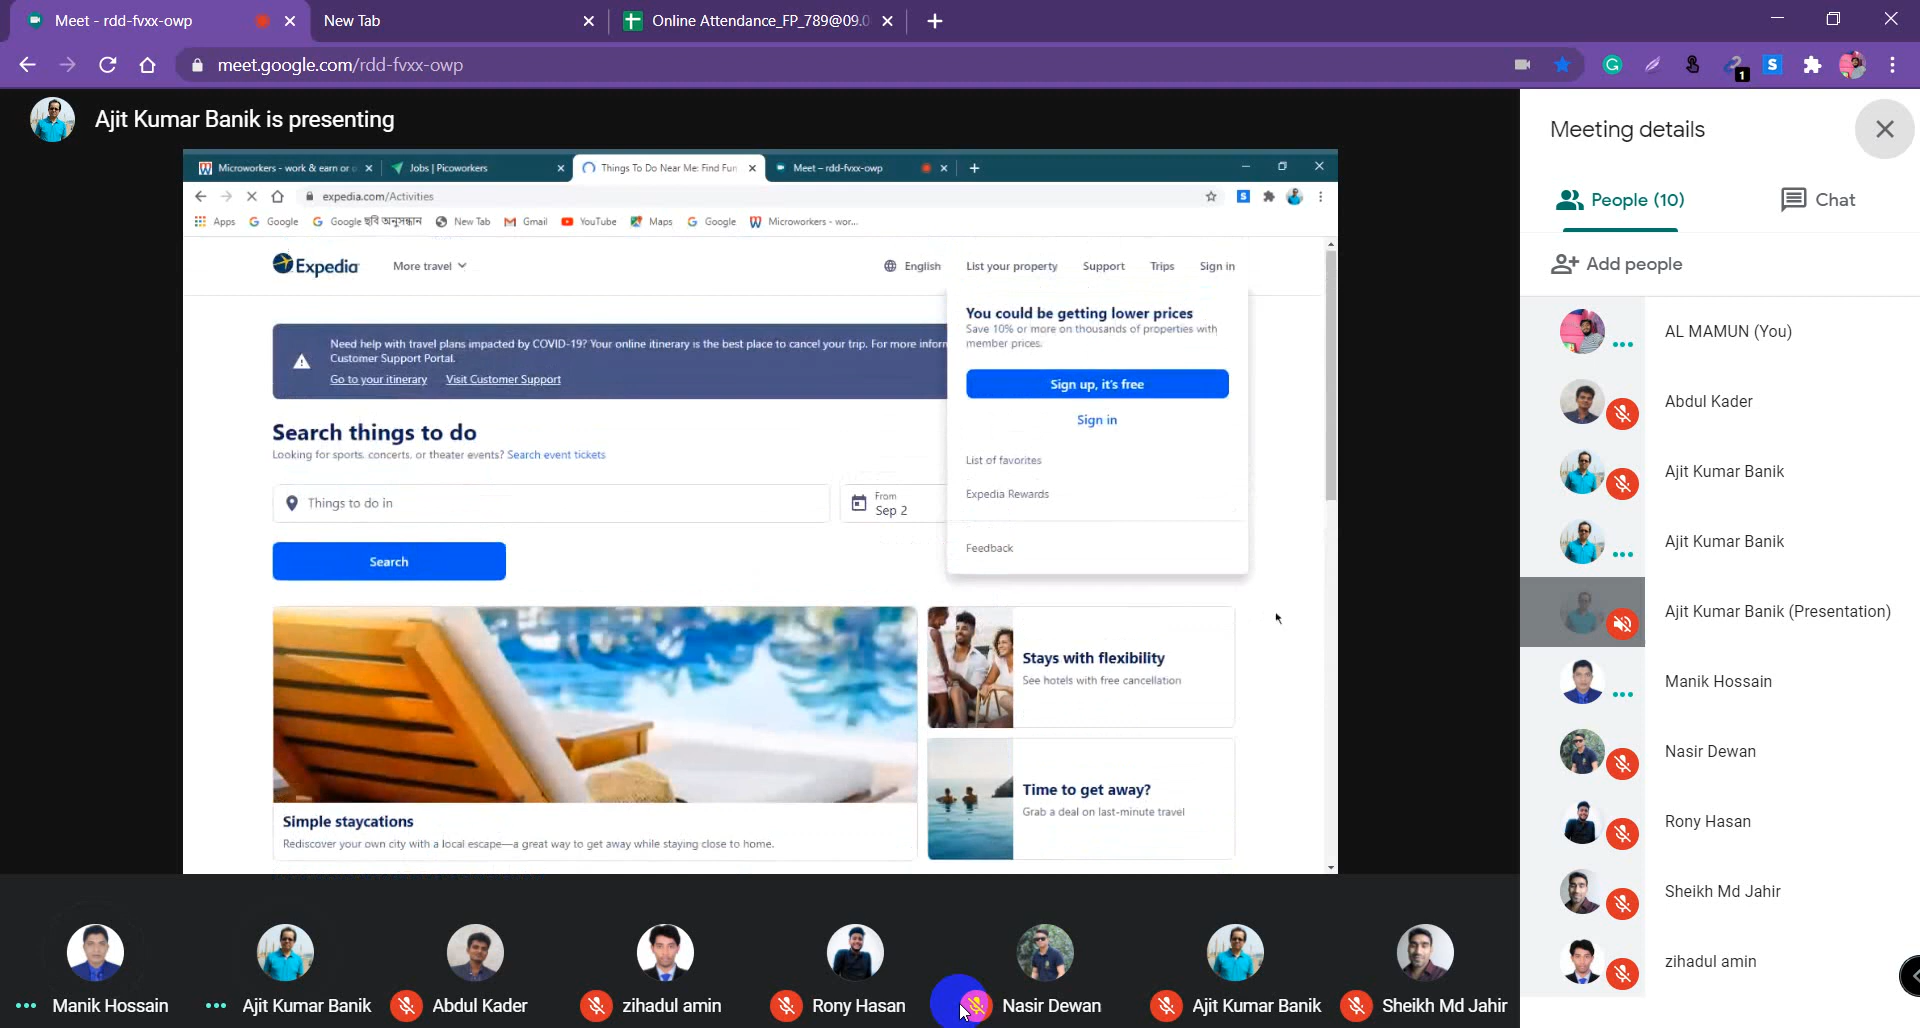 Meet - rdd-fvxx-owp
New Tab
Online Attendance_FP_789@09.0
meet.google.com/rdd-fvxx-owp
1
Ajit Kumar Banik is presenting
Microworkers - work & earn or o
Jobs | Picoworkers
Things To Do Near Me: Find Fun
Meet – rdd-fvxx-owp
expedia.com/Activities
Apps
Google
Google ছবি অনুসন্ধান
New Tab
Gmail
YouTube
Maps
Google
Microworkers - wor...
Expedia
More travel
English
List your property
Support
Trips
Sign in
Need help with travel plans impacted by COVID-19? Your online itinerary is the best place to cancel your trip. For more inforn
Customer Support Portal.
Go to your itinerary
Visit Customer Support
You could be getting lower prices
Save 10% or more on thousands of properties with
member prices.
Sign up, it's free
Sign in
List of favorites
Expedia Rewards
Feedback
Search things to do
Looking for sports, concerts, or theater events? Search event tickets
Things to do in
From
Sep 2
Search
Simple staycations
Rediscover your own city with a local escape—a great way to get away while staying close to home.
Stays with flexibility
See hotels with free cancellation
Time to get away?
Grab a deal on last-minute travel
Manik Hossain
Ajit Kumar Banik
Abdul Kader
zihadul amin
Rony Hasan
Nasir Dewan
Ajit Kumar Banik
Sheikh Md Jahir
Meeting details
People (10)
Chat
Add people
AL MAMUN (You)
Abdul Kader
Ajit Kumar Banik
Ajit Kumar Banik
Ajit Kumar Banik (Presentation)
Manik Hossain
Nasir Dewan
Rony Hasan
Sheikh Md Jahir
zihadul amin